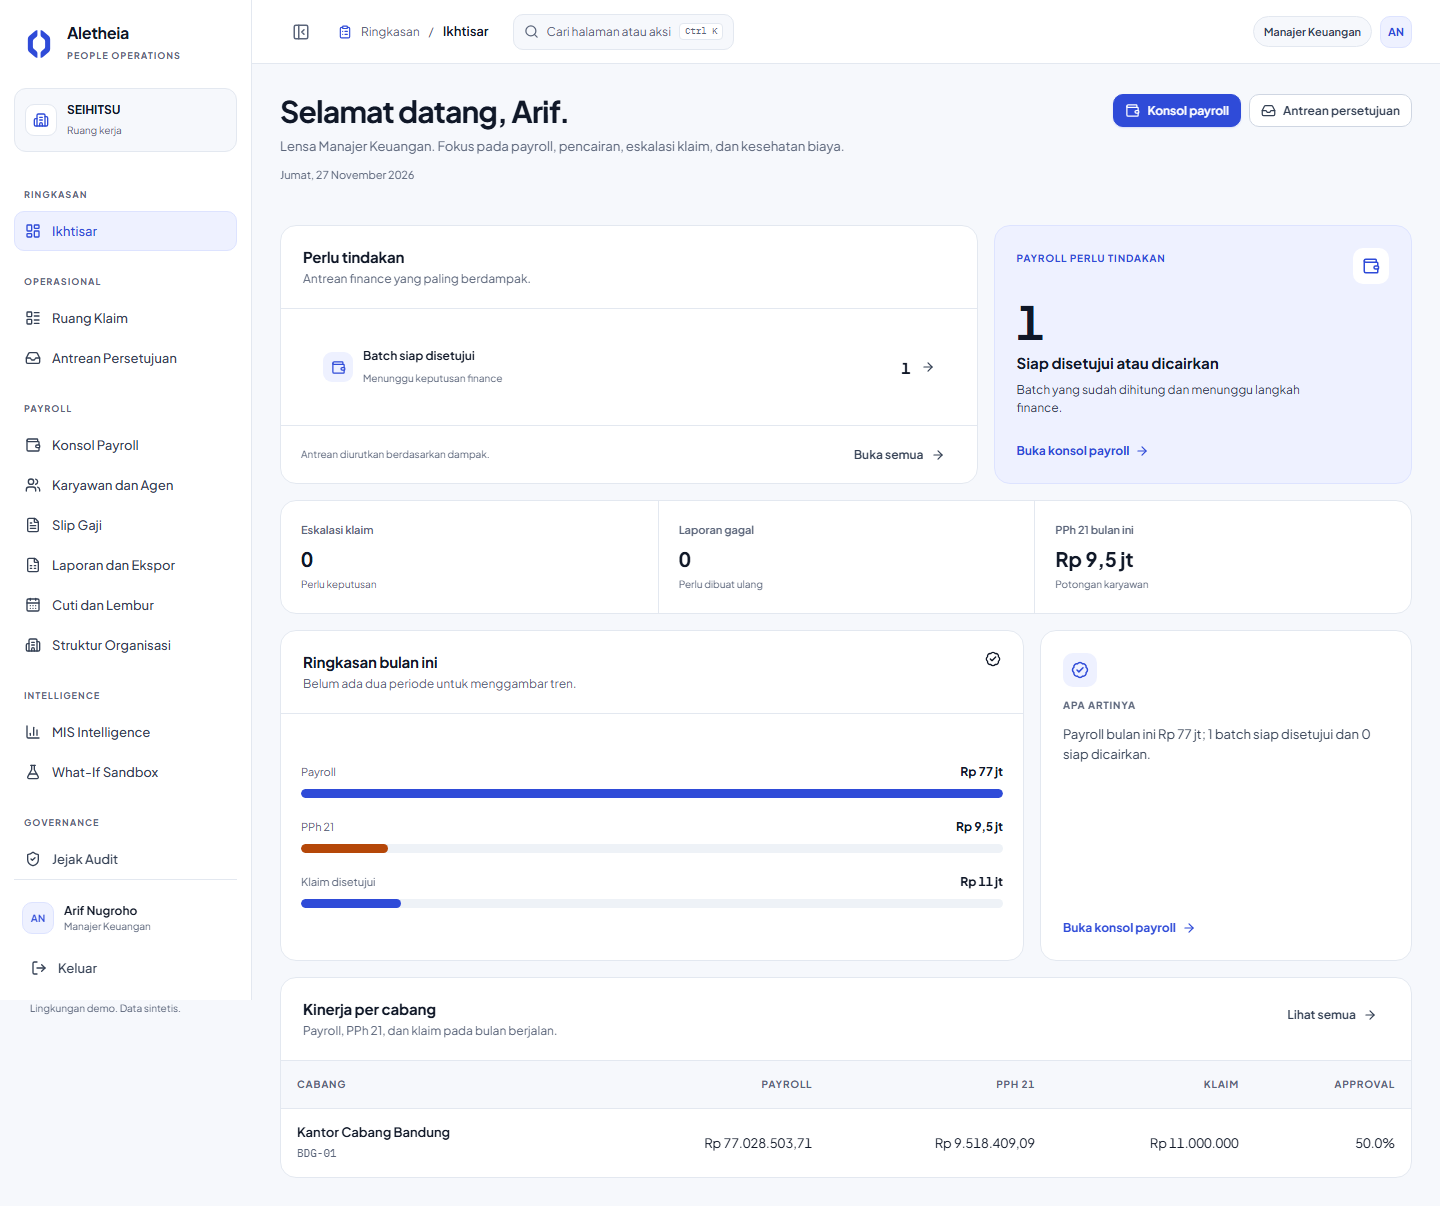 Aletheia
PEOPLE OPERATIONS
SEIHITSU
Ruang kerja
RINGKASAN
Ikhtisar
OPERASIONAL
Ruang Klaim
Antrean Persetujuan
PAYROLL
Konsol Payroll
Karyawan dan Agen
Slip Gaji
Laporan dan Ekspor
Cuti dan Lembur
Struktur Organisasi
INTELLIGENCE
MIS Intelligence
What-If Sandbox
GOVERNANCE
Jejak Audit
AN
Arif Nugroho
Manajer Keuangan
Keluar
Lingkungan demo. Data sintetis.
Ringkasan / Ikhtisar
Cari halaman atau aksi Ctrl K
Manajer Keuangan
AN
Selamat datang, Arif.
Lensa Manajer Keuangan. Fokus pada payroll, pencairan, eskalasi klaim, dan kesehatan biaya.
Jumat, 27 November 2026
Konsol payroll
Antrean persetujuan
Perlu tindakan
Antrean finance yang paling berdampak.
Batch siap disetujui
Menunggu keputusan finance
1
Antrean diurutkan berdasarkan dampak.
Buka semua
PAYROLL PERLU TINDAKAN
1
Siap disetujui atau dicairkan
Batch yang sudah dihitung dan menunggu langkah
finance.
Buka konsol payroll
Eskalasi klaim
0
Perlu keputusan
Laporan gagal
0
Perlu dibuat ulang
PPh 21 bulan ini
Rp 9,5 jt
Potongan karyawan
Ringkasan bulan ini
Belum ada dua periode untuk menggambar tren.
Payroll Rp 77 jt
PPh 21 Rp 9,5 jt
Klaim disetujui Rp 11 jt
APA ARTINYA
Payroll bulan ini Rp 77 jt; 1 batch siap disetujui dan 0
siap dicairkan.
Buka konsol payroll
Kinerja per cabang
Payroll, PPh 21, dan klaim pada bulan berjalan.
Lihat semua
CABANG PAYROLL PPH 21 KLAIM APPROVAL
Kantor Cabang Bandung
BDG-01
Rp 77.028.503,71 Rp 9.518.409,09 Rp 11.000.000 50.0%